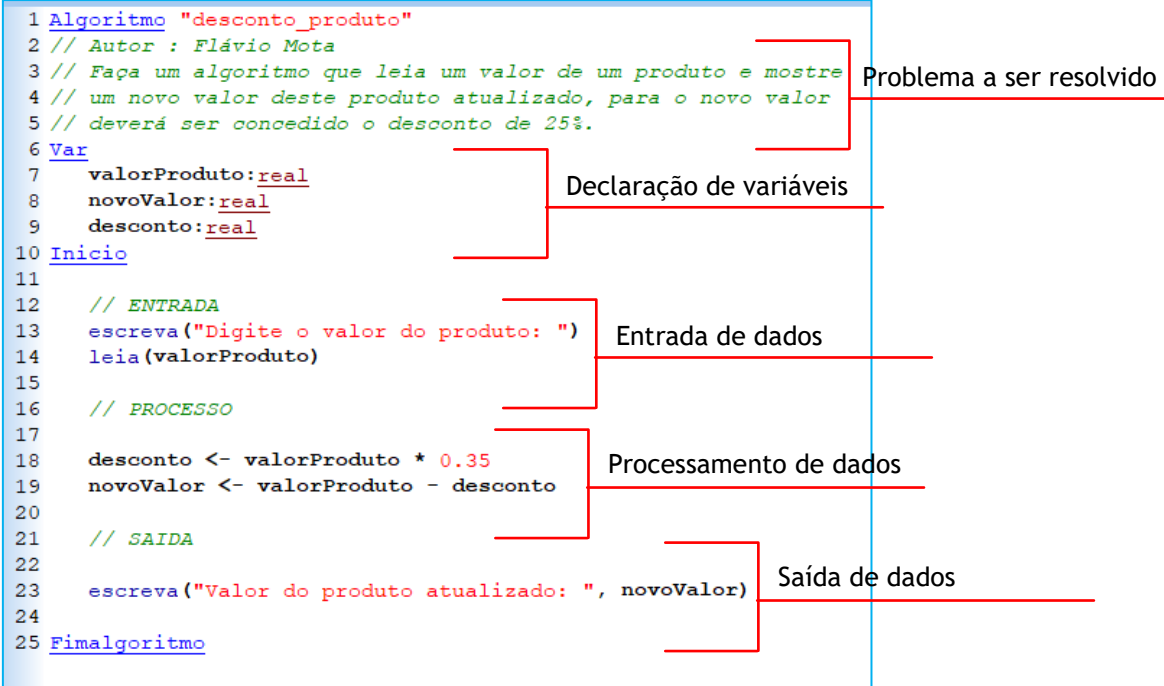 1 Algoritmo "desconto_produto"
2 // Autor : Flávio Mota
3 // Faça um algoritmo que leia um valor de um produto e mostre
4 // um novo valor deste produto atualizado, para o novo valor
5 // deverá ser concedido o desconto de 25%.
Problema a ser resolvido
6 Var
7 valorProduto:real
8 novoValor:real
9 desconto:real
Declaração de variáveis
10 Inicio
11
12 // ENTRADA
13 escreva("Digite o valor do produto: ")
14 leia(valorProduto)
Entrada de dados
15
16 // PROCESSO
17
18 desconto <- valorProduto * 0.35
19 novoValor <- valorProduto - desconto
Processamento de dados
20
21 // SAIDA
22
23 escreva("Valor do produto atualizado: ", novoValor)
Saída de dados
24
25 Fimalgoritmo